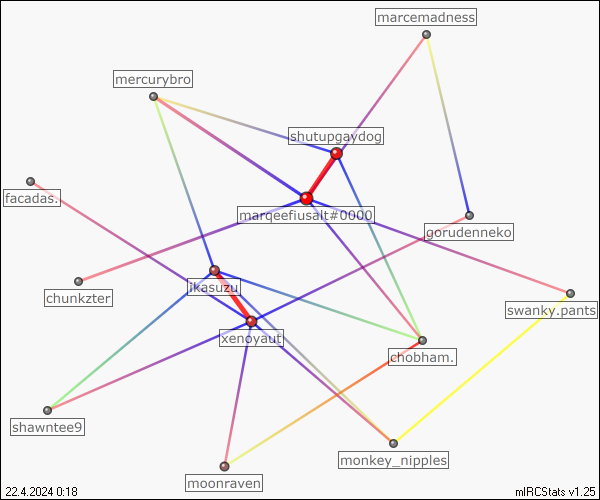 marcemadness
mercurybro
shutupgaydog
facadas.
marqeefiusalt#0000
gorudenneko
ikasuzu
chunkzter
swanky.pants
xenoyaut
chobham.
shawntee9
monkey_nipples
moonraven
22.4.2024 0:18
mIRCStats v1.25